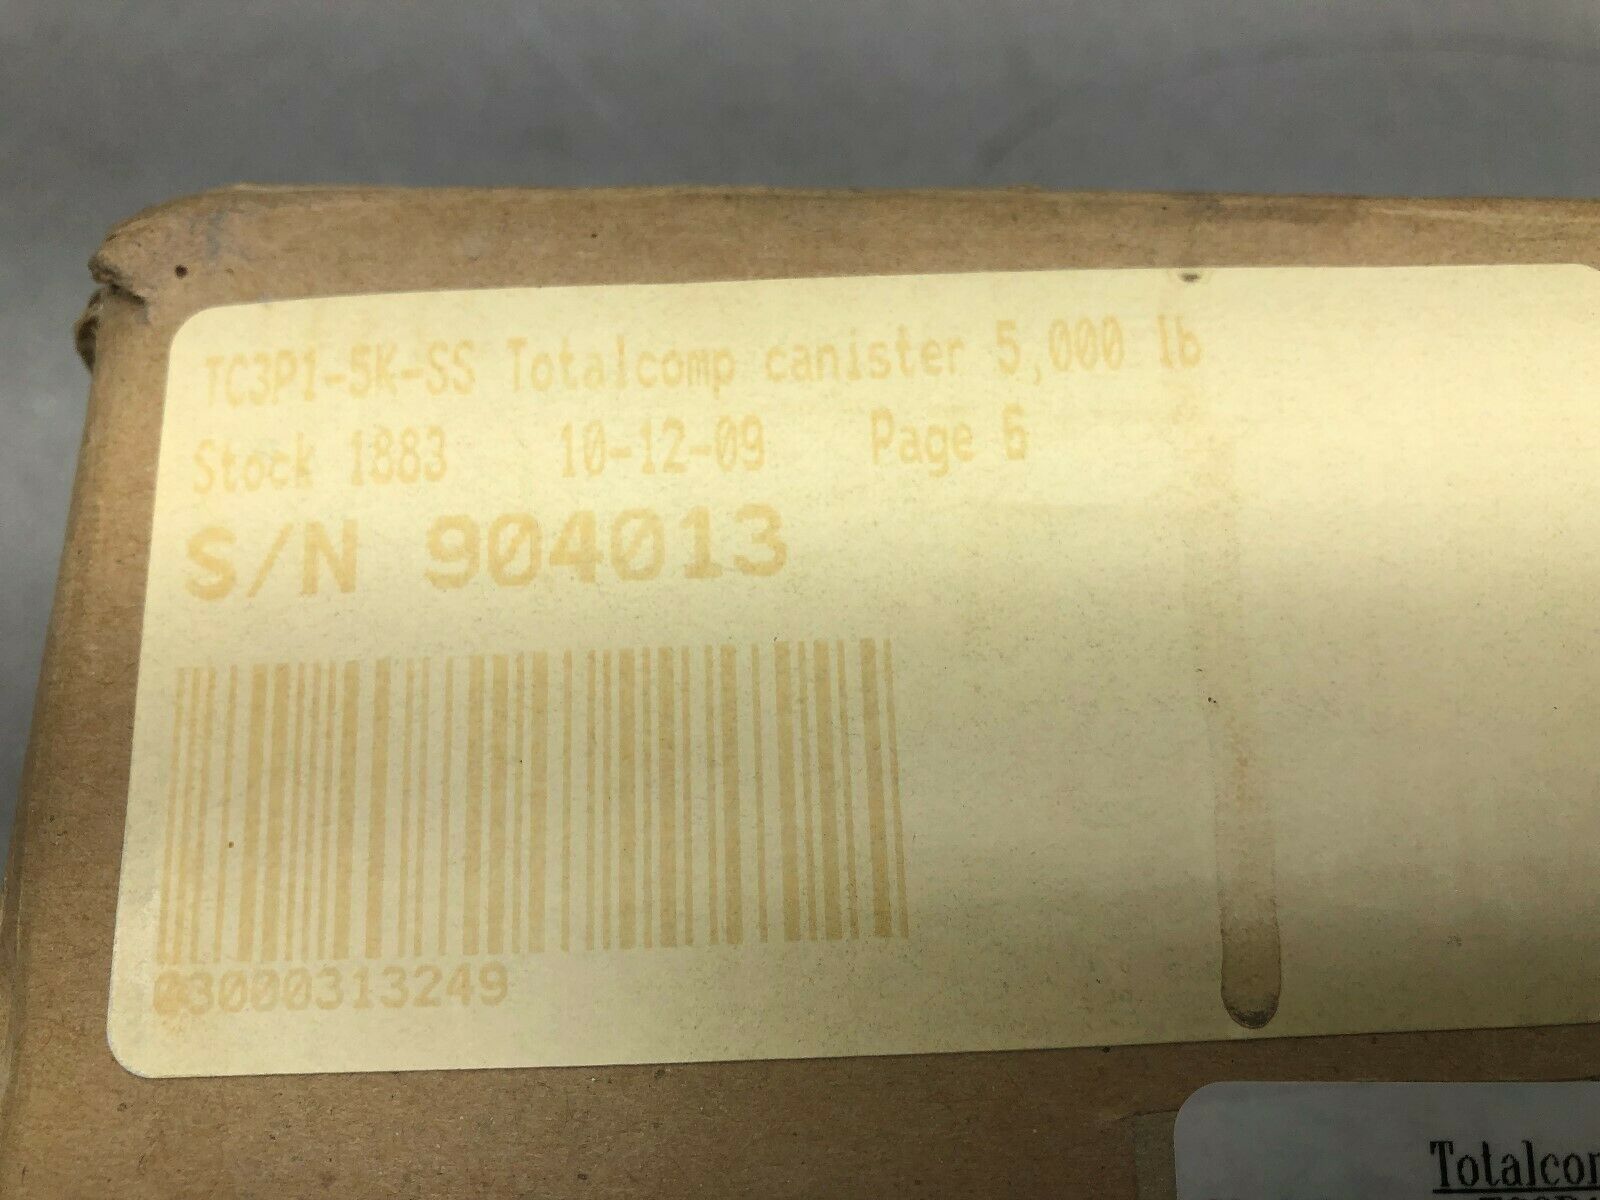 TC3P1-5K-SS Totalcomp canister 5,000 lb
Stock 1883 10-12-09 Page 6
S/N 904013
03000313249
Totalcom